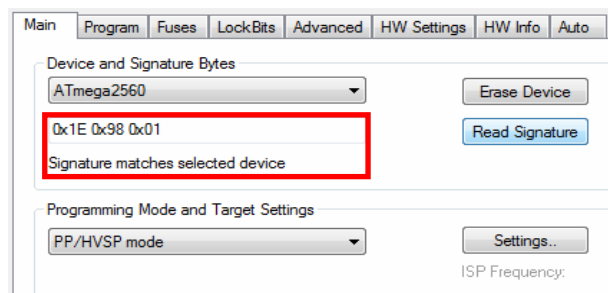 Main Program Fuses LockBits Advanced HW Settings HW Info Auto
Device and Signature Bytes
ATmega2560 Erase Device
0x1E 0x98 0x01 Read Signature
Signature matches selected device
Programming Mode and Target Settings
PP/HVSP mode Settings..
ISP Frequency: